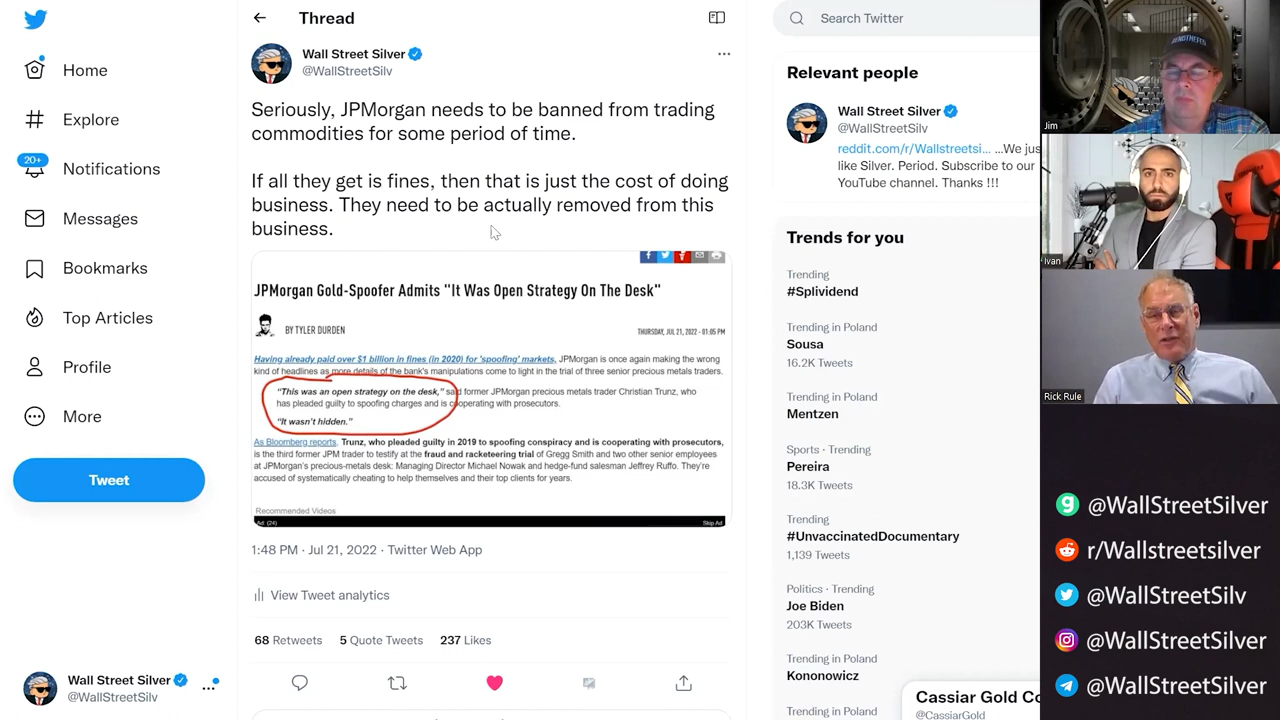 Home
Explore
20+
Notifications
Messages
Bookmarks
Top Articles
Profile
More
Tweet
Wall Street Silver
@WallStreetSilv
Thread
Wall Street Silver
@WallStreetSilv
Seriously, JPMorgan needs to be banned from trading
commodities for some period of time.
If all they get is fines, then that is just the cost of doing
business. They need to be actually removed from this
business.
JPMorgan Gold-Spoofer Admits "It Was Open Strategy On The Desk"
BY TYLER DURDEN
THURSDAY, JUL 21, 2022 - 01:05 PM
Having already paid over $1 billion in fines (in 2020) for 'spoofing' markets, JPMorgan is once again making the wrong
kind of headlines as more details of the bank's manipulations come to light in the trial of three senior precious metals traders.
"This was an open strategy on the desk," said former JPMorgan precious metals trader Christian Trunz, who
has pleaded guilty to spoofing charges and is cooperating with prosecutors.
"It wasn't hidden."
As Bloomberg reports, Trunz, who pleaded guilty in 2019 to spoofing conspiracy and is cooperating with prosecutors,
is the third former JPM trader to testify at the fraud and racketeering trial of Gregg Smith and two other senior employees
at JPMorgan's precious-metals desk: Managing Director Michael Nowak and hedge-fund salesman Jeffrey Ruffo. They're
accused of systematically cheating to help themselves and their top clients for years.
Recommended Videos
Ad (24)
Skip Ad
1:48 PM · Jul 21, 2022 · Twitter Web App
View Tweet analytics
68 Retweets 5 Quote Tweets 237 Likes
Search Twitter
Relevant people
Wall Street Silver
@WallStreetSilv
reddit.com/r/Wallstreetsi... ...We jus
like Silver. Period. Subscribe to our
YouTube channel. Thanks !!!
Trends for you
Trending
#Splividend
Trending in Poland
Sousa
16.2K Tweets
Trending in Poland
Mentzen
Sports · Trending
Pereira
18.3K Tweets
Trending
#UnvaccinatedDocumentary
1,139 Tweets
Politics · Trending
Joe Biden
203K Tweets
Trending in Poland
Kononowicz
Trending in Poland
Cassiar Gold Co
@CassiarGold
Jim
Ivan
Rick Rule
@WallStreetSilver
r/Wallstreetsilver
@WallStreetSilv
@WallStreetSilver
@WallStreetSilver